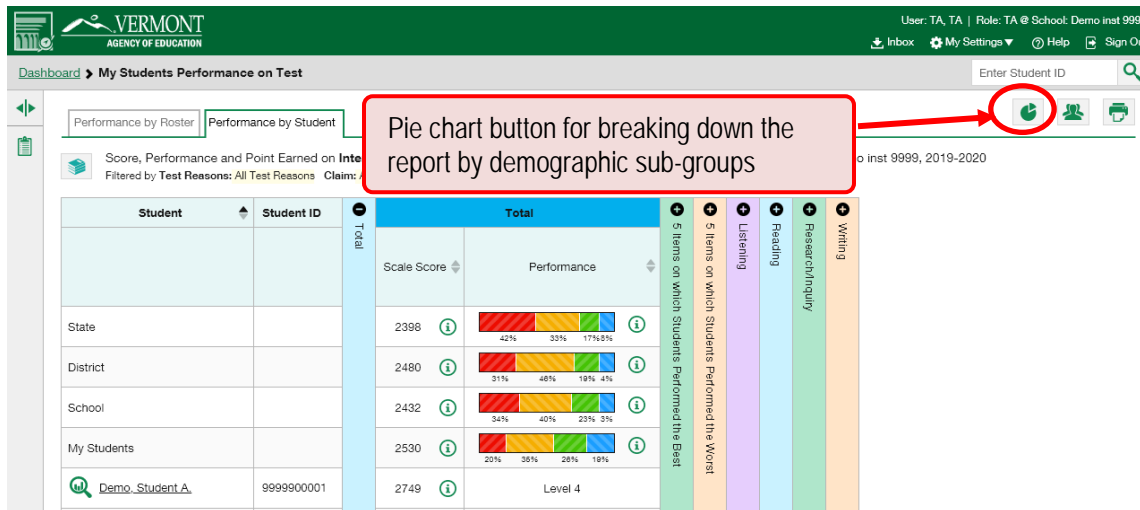 VERMONT
AGENCY OF EDUCATION
User: TA, TA | Role: TA @ School: Demo inst 999
Inbox My Settings Help Sign
Dashboard My Students Performance on Test
Enter Student ID
Performance by Roster Performance by Student
Pie chart button for breaking down the
report by demographic sub-groups
Score, Performance and Point Earned on
inst 9999, 2019-2020
Filtered by Test Reasons: All Test Reasons Claim:
Student Student ID Total Total
Scale Score Performance
5 Items on which Students Performed the Best
5 Items on which Students Performed the Worst
Listening
Reading
Research/Inquiry
Writing
State 2398
42% 33% 17% 8%
District 2480
31% 46% 19% 4%
School 2432
34% 40% 23% 3%
My Students 2530
20% 35% 26% 19%
Demo, Student A. 9999900001 2749 Level 4